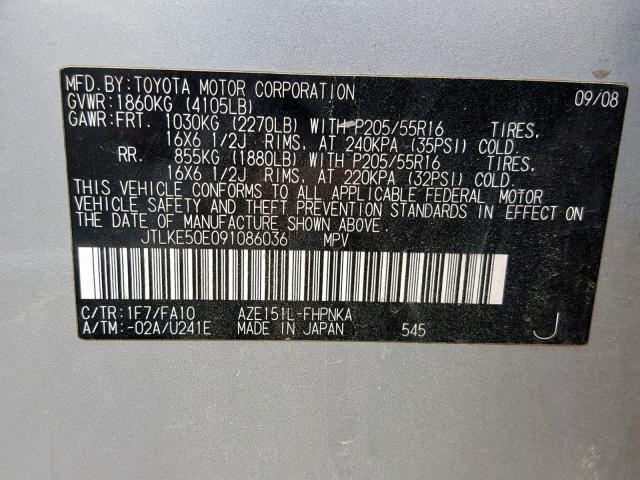 MFD.BY:TOYOTA MOTOR CORPORATION 09/08
GVWR:1860KG (4105LB)
GAWR:FRT. 1030KG (2270LB) WITH P205/55R16 TIRES,
16X6 1/2J RIMS, AT 240KPA (35PSI) COLD.
RR. 855KG (1880LB) WITH P205/55R16 TIRES,
16X6 1/2J RIMS, AT 220KPA (32PSI) COLD.
THIS VEHICLE CONFORMS TO ALL APPLICABLE FEDERAL MOTOR
VEHICLE SAFETY AND THEFT PREVENTION STANDARDS IN EFFECT ON
THE DATE OF MANUFACTURE SHOWN ABOVE.
JTLKE50E091086036 MPV
C/TR:1F7/FA10 AZE151L-FHPNKA
A/TM:-02A/U241E MADE IN JAPAN 545 J